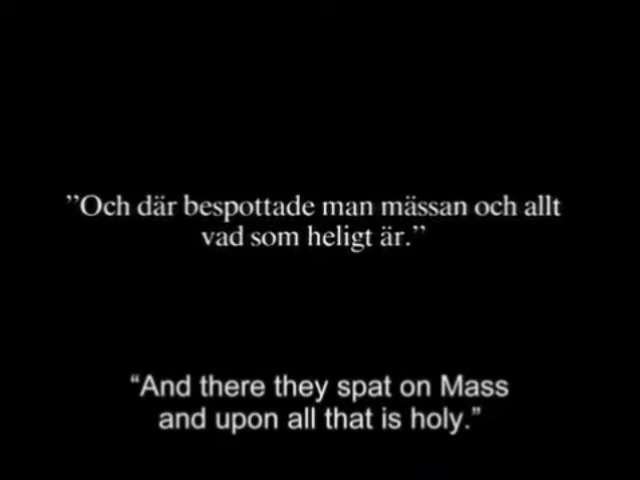 ”Och där bespottade man mässan och allt
vad som heligt är.”
“And there they spat on Mass
and upon all that is holy.”